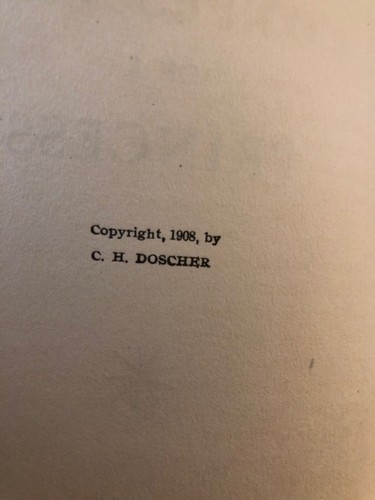 Copyright, 1908, by
C. H. DOSCHER